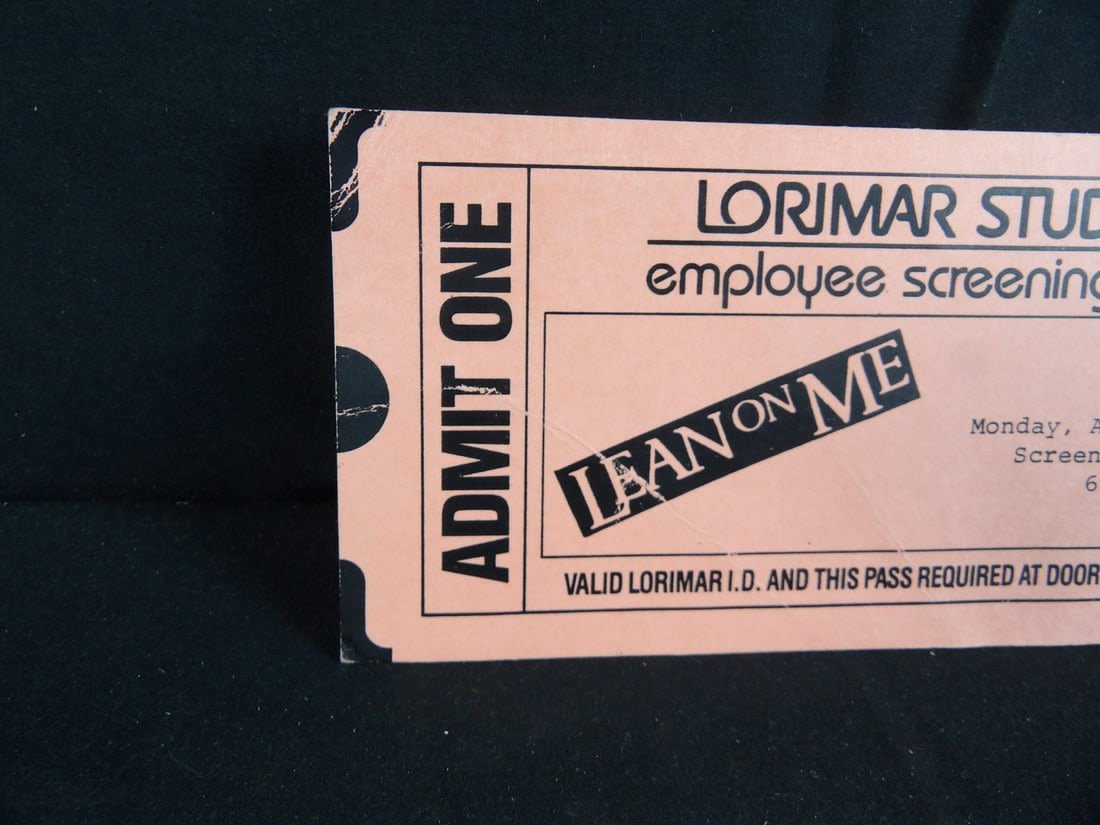 ADMIT ONE
LORIMAR STUD
employee screening
LEAN ON ME
Monday, A
Screen
6
VALID LORIMAR I.D. AND THIS PASS REQUIRED AT DOOR